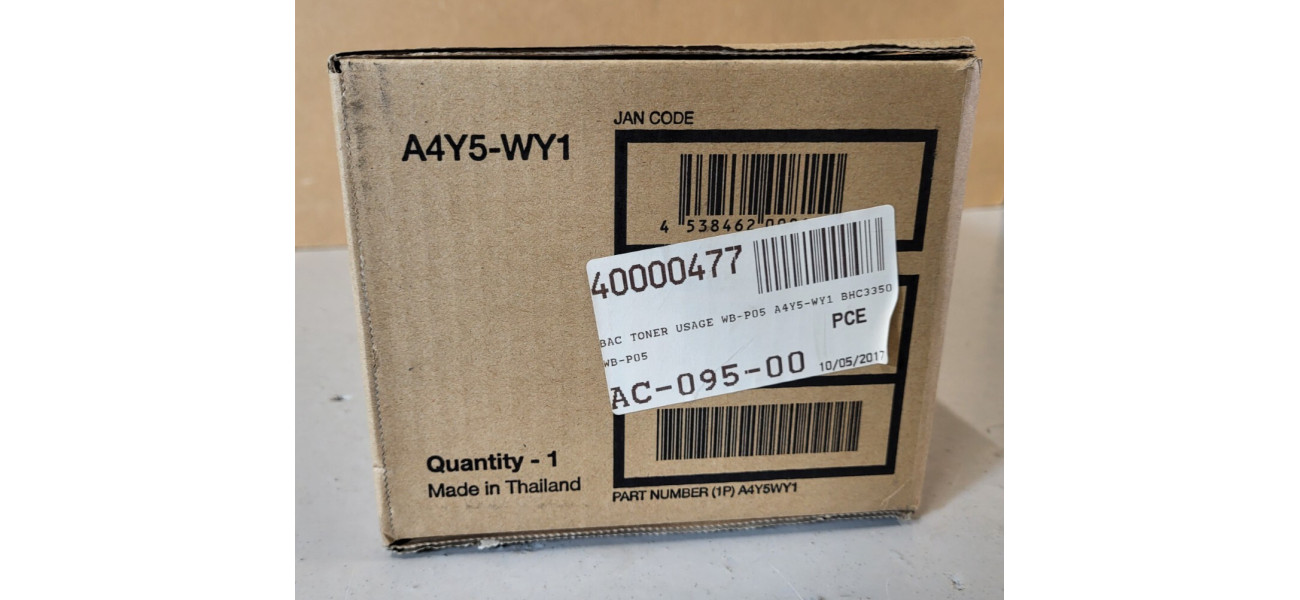 A4Y5-WY1
JAN CODE
4 538462
40000477
BAC TONER USAGE WB-P05 A4Y5-WY1 BHC3350
WB-P05
PCE
AC-095-00
10/05/2017
Quantity - 1
Made in Thailand
PART NUMBER (1P) A4Y5WY1